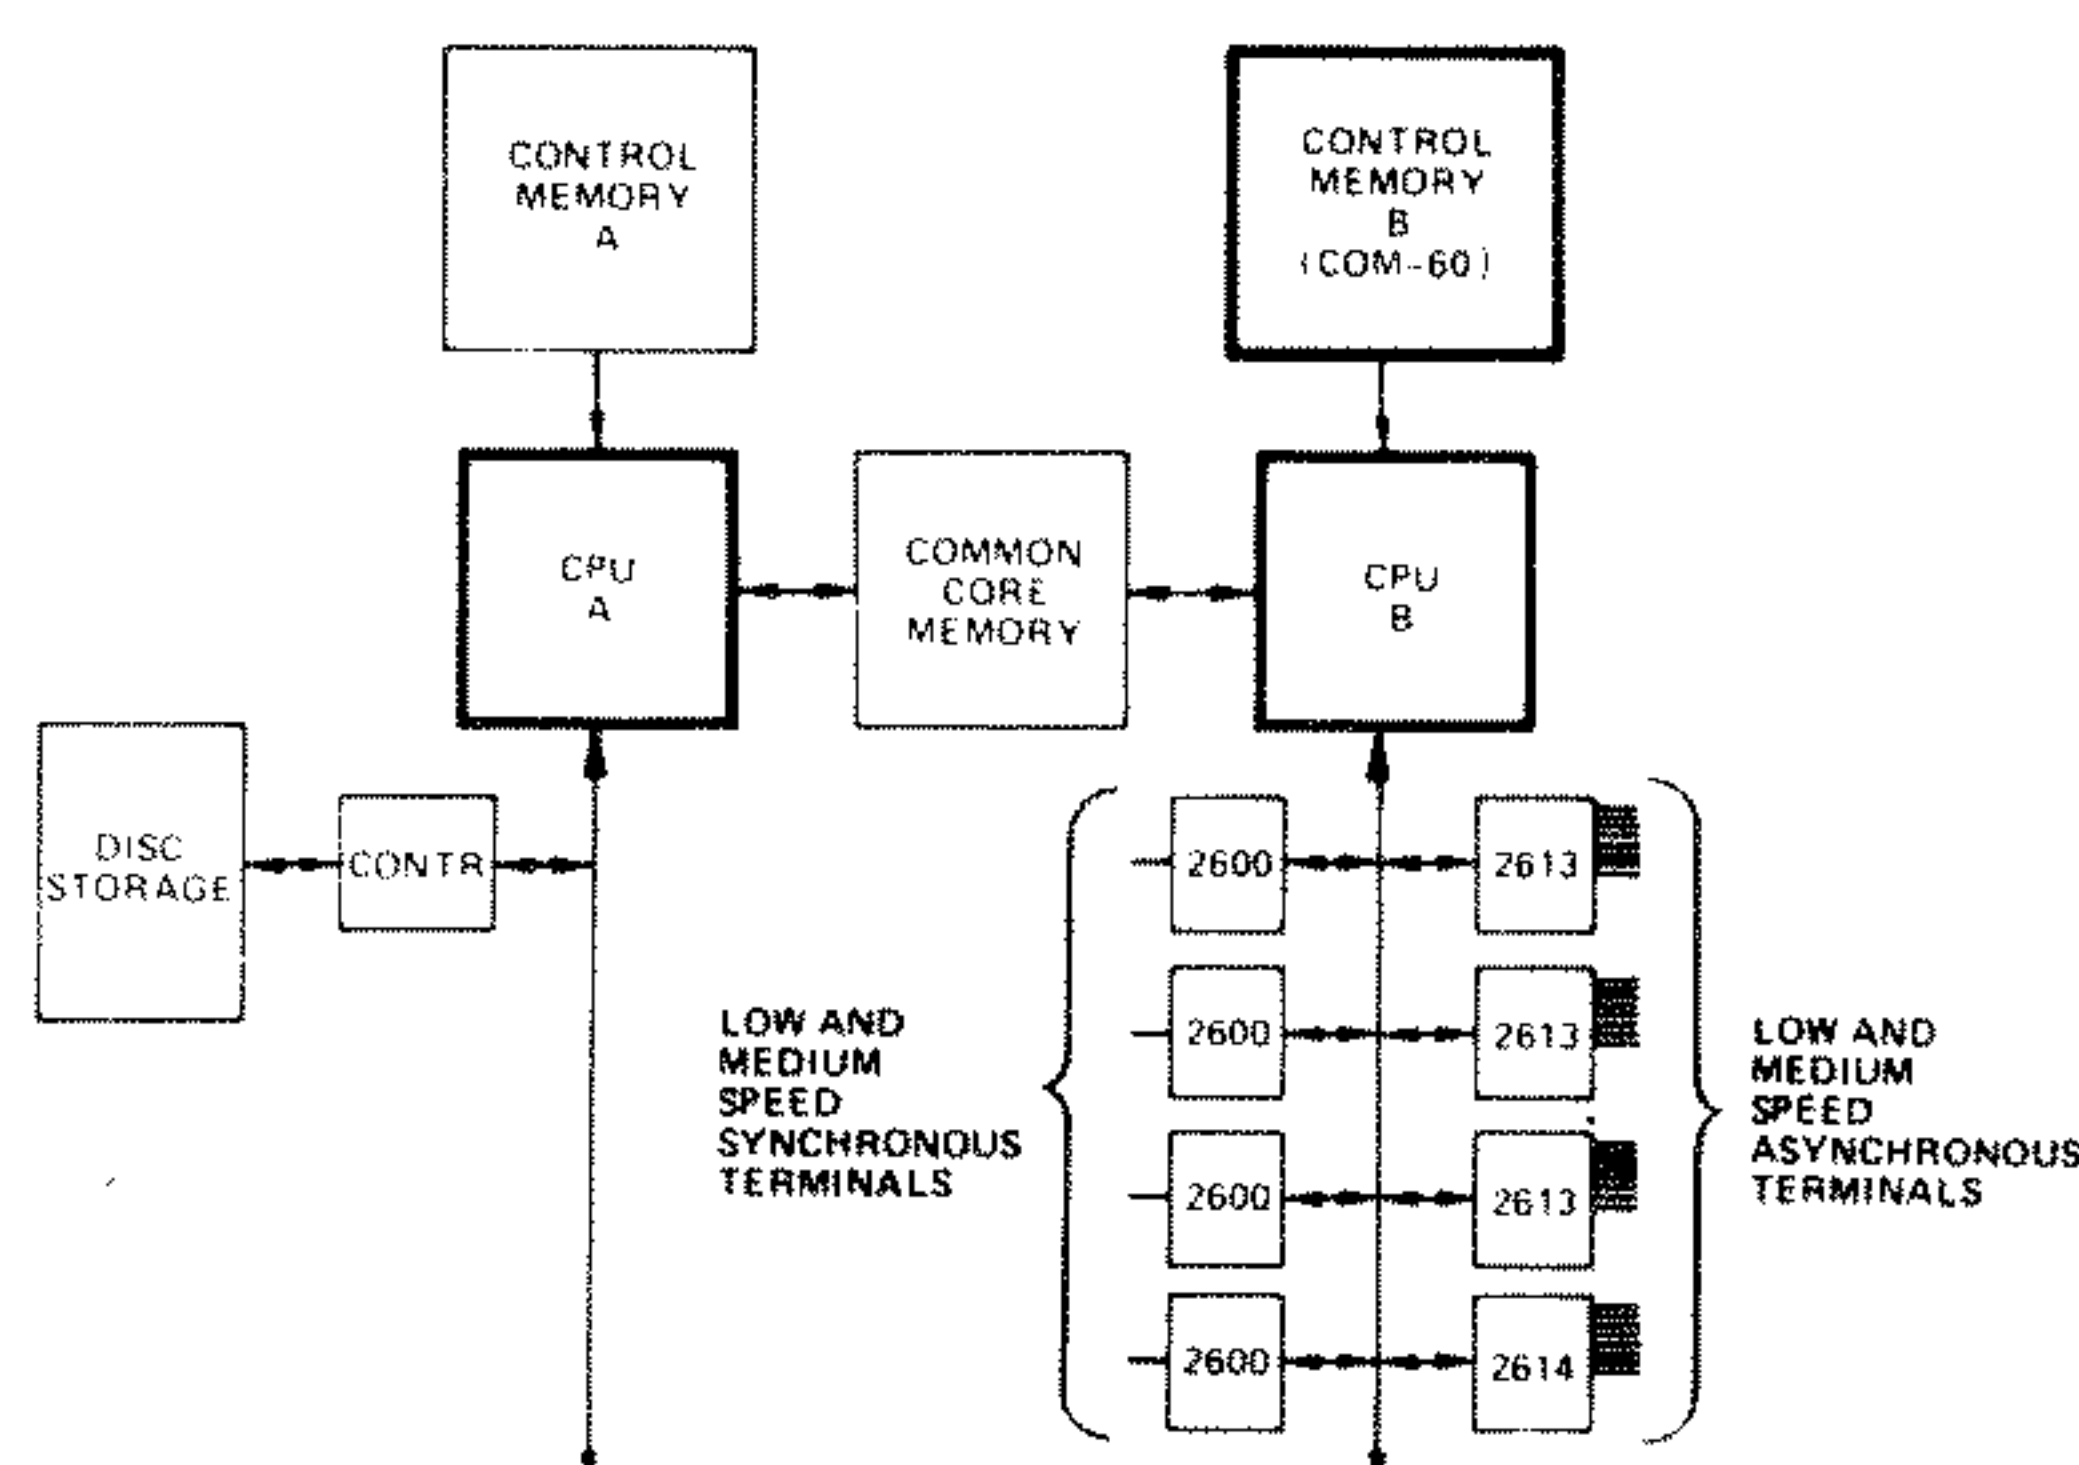 CONTROL
MEMORY
A
CONTROL
MEMORY
B
(COM-60)
CPU
A
COMMON
CORE
MEMORY
CPU
B
DISC
STORAGE
CONTR
LOW AND
MEDIUM
SPEED
SYNCHRONOUS
TERMINALS
2600
2613
2600
2613
2600
2613
2600
2614
LOW AND
MEDIUM
SPEED
ASYNCHRONOUS
TERMINALS